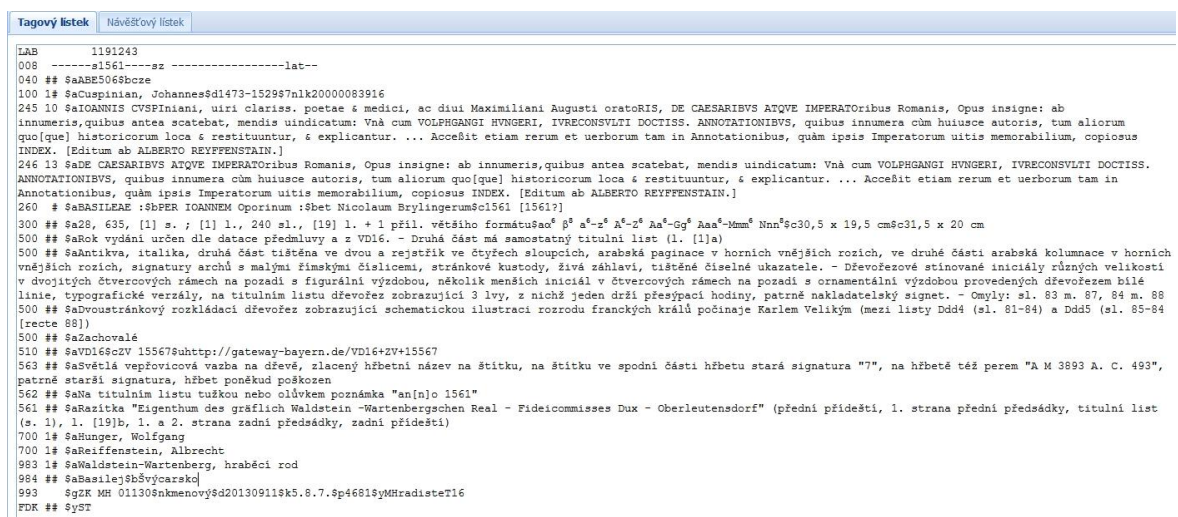 Tagový lístek Návěšťový lístek
LAB 1191243
008 ------s1561----sz -----------------lat--
040 ## $aABE506$bcze
100 1# $aCuspinian, Johannes$d1473-1529$7nlk20000083916
245 10 $aIOANNIS CVSPIniani, uiri clariss. poetae & medici, ac diui Maximiliani Augusti oratoRIS, DE CAESARIBVS ATQVE IMPERATOribus Romanis, Opus insigne: ab
innumeris,quibus antea scatebat, mendis uindicatum: Vnà cum VOLPHGANGI HVNGERI, IVRECONSVLTI DOCTISS. ANNOTATIONIBVS, quibus innumera cùm huiusce autoris, tum aliorum
quo[que] historicorum loca & restituuntur, & explicantur. ... Acceßit etiam rerum et uerborum tam in Annotationibus, quàm ipsis Imperatorum uitis memorabilium, copiosus
INDEX. [Editum ab ALBERTO REYFFENSTAIN.]
246 13 $aDE CAESARIBVS ATQVE IMPERATOribus Romanis, Opus insigne: ab innumeris,quibus antea scatebat, mendis uindicatum: Vnà cum VOLPHGANGI HVNGERI, IVRECONSVLTI DOCTISS.
ANNOTATIONIBVS, quibus innumera cùm huiusce autoris, tum aliorum quo[que] historicorum loca & restituuntur, & explicantur. ... Acceßit etiam rerum et uerborum tam in
Annotationibus, quàm ipsis Imperatorum uitis memorabilium, copiosus INDEX. [Editum ab ALBERTO REYFFENSTAIN.]
260 # $aBASILEAE :$bPER IOANNEM Oporinum :$bet Nicolaum Brylingerum$c1561 [1561?]
300 ## $a28, 635, [1] s. ; [1] l., 240 sl., [19] l. + 1 příl. většího formátu$aα⁶ β⁸ a⁶-z⁶ A⁶-Z⁶ Aa⁶-Gg⁶ Aaa⁶-Mmm⁶ Nnn⁸$c30,5 x 19,5 cm$c31,5 x 20 cm
500 ## $aRok vydání určen dle datace předmluvy a z VD16. - Druhá část má samostatný titulní list (l. [1]a)
500 ## $aAntikva, italika, druhá část tištěna ve dvou a rejstřík ve čtyřech sloupcích, arabská paginace v horních vnějších rozích, ve druhé části arabská kolumnace v horních
vnějších rozích, signatury archů s malými římskými číslicemi, stránkové kustody, živá záhlaví, tištěné číselné ukazatele. - Dřevořezové stínované iniciály různých velikostí
v dvojitých čtvercových rámech na pozadí s figurální výzdobou, několik menších iniciál v čtvercových rámech na pozadí s ornamentální výzdobou provedených dřevořezem bílé
linie, typografické verzály, na titulním listu dřevořez zobrazující 3 lvy, z nichž jeden drží přesýpací hodiny, patrně nakladatelský signet. - Omyly: sl. 83 m. 87, 84 m. 88
500 ## $aDvoustránkový rozkládací dřevořez zobrazující schematickou ilustraci rozrodu franckých králů počínaje Karlem Velikým (mezi listy Ddd4 (sl. 81-84) a Ddd5 (sl. 85-84
[recte 88])
500 ## $aZachovalé
510 ## $aVD16$cZV 15567$uhttp://gateway-bayern.de/VD16+ZV+15567
563 ## $aSvětlá vepřovicová vazba na dřevě, zlacený hřbetní název na štítku, na štítku ve spodní části hřbetu stará signatura "7", na hřbetě též perem "A M 3893 A. C. 493",
patrně starší signatura, hřbet poněkud poškozen
562 ## $aNa titulním listu tužkou nebo olůvkem poznámka "an[n]o 1561"
561 ## $aRazítka "Eigenthum des gräflich Waldstein -Wartenbergschen Real - Fideicommisses Dux - Oberleutensdorf" (přední přídeští, 1. strana přední předsádky, titulní list
(s. 1), l. [19]b, 1. a 2. strana zadní předsádky, zadní přídeští)
700 1# $aHunger, Wolfgang
700 1# $aReiffenstein, Albrecht
983 1# $aWaldstein-Wartenberg, hraběcí rod
984 ## $aBasilej$bŠvýcarsko
993 $gZK MH 01130$nkmenový$d20130911$k5.8.7.$p4681$yMHradisteT16
FDK ## $yST